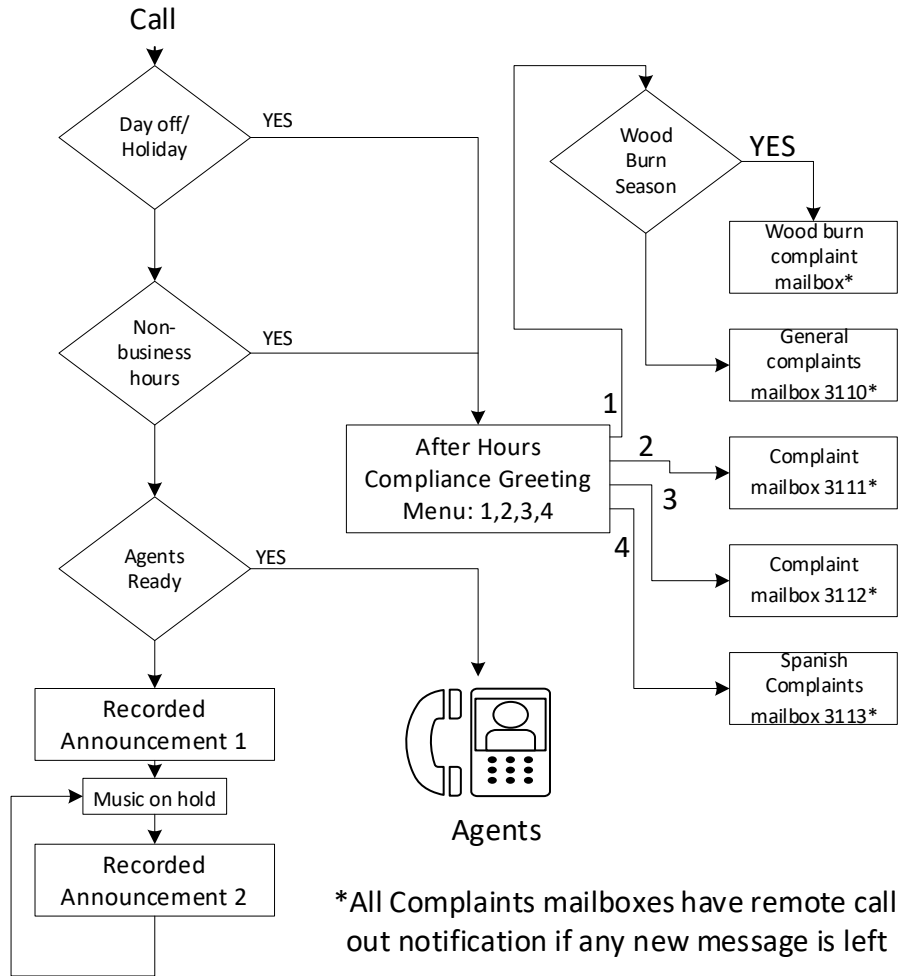 Call
Day off/
Holiday
YES
Non-
business
hours
YES
Agents
Ready
YES
Recorded
Announcement 1
Music on hold
Recorded
Announcement 2
After Hours
Compliance Greeting
Menu: 1,2,3,4
1
2
3
4
Wood
Burn
Season
YES
Wood burn
complaint
mailbox*
General
complaints
mailbox 3110*
Complaint
mailbox 3111*
Complaint
mailbox 3112*
Spanish
Complaints
mailbox 3113*
Agents
*All Complaints mailboxes have remote call
out notification if any new message is left